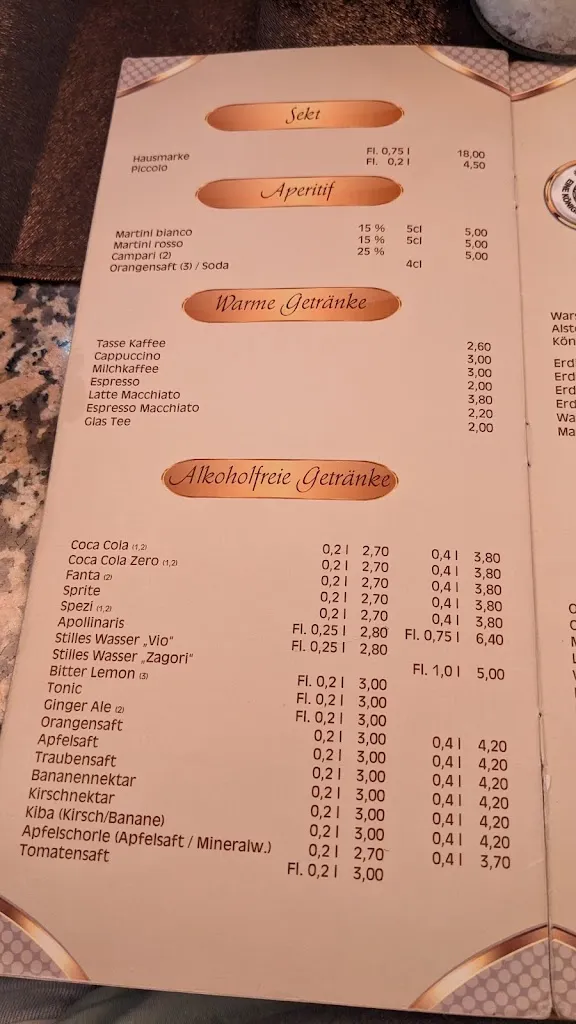 Sekt
Hausmarke Fl. 0,75 l 18,00
Piccolo Fl. 0,2 l 4,50
Aperitif
Martini bianco 15 % 5cl 5,00
Martini rosso 15 % 5cl 5,00
Campari (2) 25 % 5,00
Orangensaft (3) / Soda 4cl
Warme Getränke
Tasse Kaffee 2,60
Cappuccino 3,00
Milchkaffee 3,00
Espresso 2,00
Latte Macchiato 3,80
Espresso Macchiato 2,20
Glas Tee 2,00
Alkoholfreie Getränke
Coca Cola (1,2) 0,2 l 2,70 0,4 l 3,80
Coca Cola Zero (1,2) 0,2 l 2,70 0,4 l 3,80
Fanta (2) 0,2 l 2,70 0,4 l 3,80
Sprite 0,2 l 2,70 0,4 l 3,80
Spezi (1,2) 0,2 l 2,70 0,4 l 3,80
Apollinaris Fl. 0,25 l 2,80 Fl. 0,75 l 6,40
Stilles Wasser „Vio" Fl. 0,25 l 2,80
Stilles Wasser „Zagori" Fl. 1,0 l 5,00
Bitter Lemon (3) Fl. 0,2 l 3,00
Tonic Fl. 0,2 l 3,00
Ginger Ale (2) Fl. 0,2 l 3,00
Orangensaft 0,2 l 3,00 0,4 l 4,20
Apfelsaft 0,2 l 3,00 0,4 l 4,20
Traubensaft 0,2 l 3,00 0,4 l 4,20
Bananennektar 0,2 l 3,00 0,4 l 4,20
Kirschnektar 0,2 l 3,00 0,4 l 4,20
Kiba (Kirsch/Banane) 0,2 l 3,00 0,4 l 4,20
Apfelschorle (Apfelsaft / Mineralw.) 0,2 l 2,70 0,4 l 3,70
Tomatensaft Fl. 0,2 l 3,00
EINE KÖN
Wars
Alst
Kön
Erd
Erd
Erd
Erd
Wa
Ma